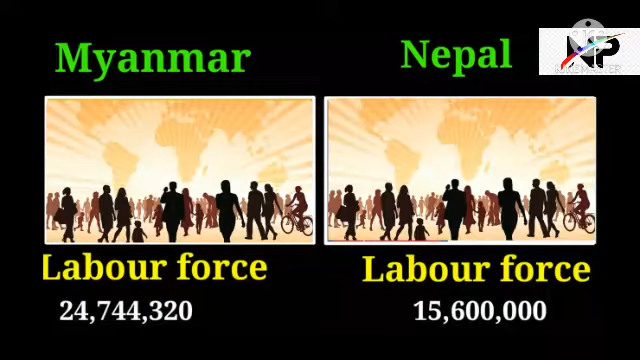 Myanmar
Nepal
Labour force
Labour force
24,744,320
15,600,000